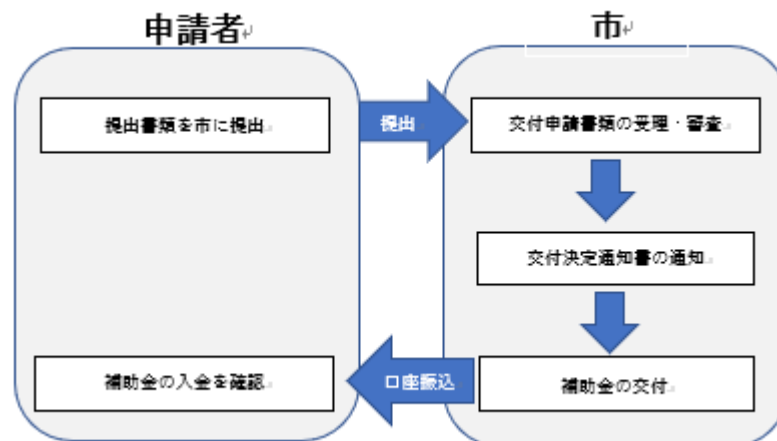 申請者
市
提出書類を市に提出
提出
交付申請書類の受理・審査
交付決定通知書の通知
補助金の入金を確認
口座振込
補助金の交付